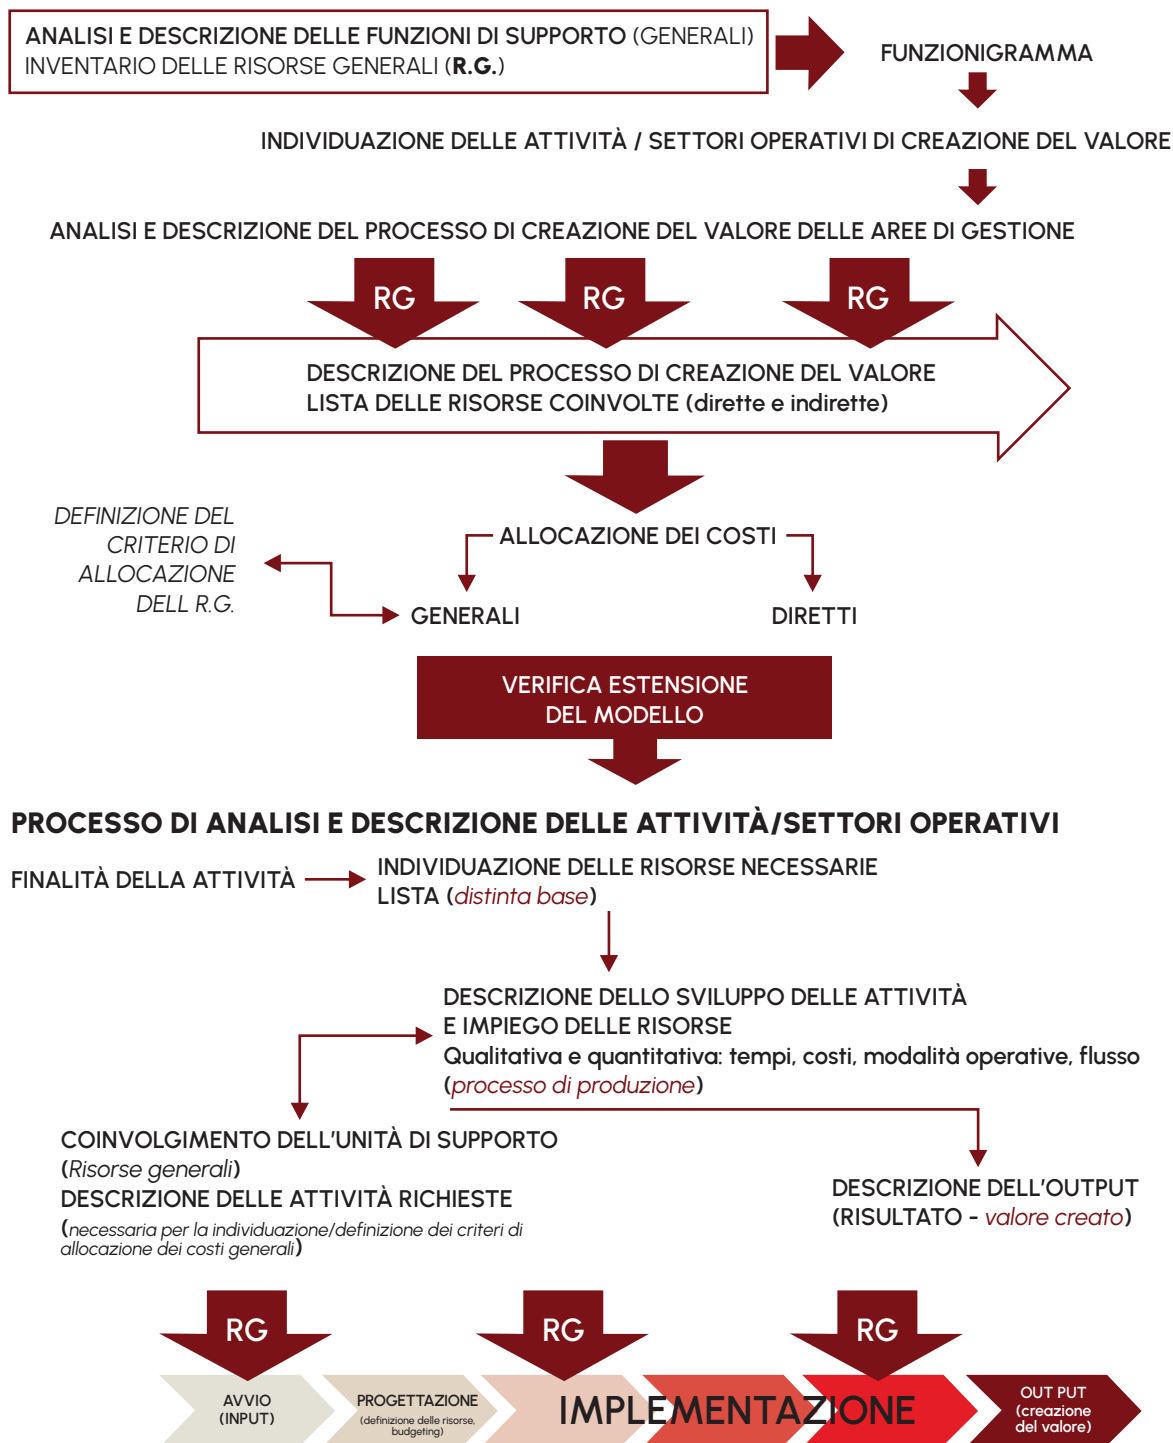 ANALISI E DESCRIZIONE DELLE FUNZIONI DI SUPPORTO (GENERALI)
INVENTARIO DELLE RISORSE GENERALI (R.G.)
FUNZIONIGRAMMA
INDIVIDUAZIONE DELLE ATTIVITÀ / SETTORI OPERATIVI DI CREAZIONE DEL VALORE
ANALISI E DESCRIZIONE DEL PROCESSO DI CREAZIONE DEL VALORE DELLE AREE DI GESTIONE
RG
RG
RG
DESCRIZIONE DEL PROCESSO DI CREAZIONE DEL VALORE
LISTA DELLE RISORSE COINVOLTE (dirette e indirette)
ALLOCAZIONE DEI COSTI
DEFINIZIONE DEL
CRITERIO DI
ALLOCAZIONE
DELL R.G.
GENERALI
DIRETTI
VERIFICA ESTENSIONE
DEL MODELLO
PROCESSO DI ANALISI E DESCRIZIONE DELLE ATTIVITÀ/SETTORI OPERATIVI
FINALITÀ DELLA ATTIVITÀ
INDIVIDUAZIONE DELLE RISORSE NECESSARIE
LISTA (distinta base)
DESCRIZIONE DELLO SVILUPPO DELLE ATTIVITÀ
E IMPIEGO DELLE RISORSE
Qualitativa e quantitativa: tempi, costi, modalità operative, flusso
(processo di produzione)
COINVOLGIMENTO DELL'UNITÀ DI SUPPORTO
(Risorse generali)
DESCRIZIONE DELLE ATTIVITÀ RICHIESTE
(necessaria per la individuazione/definizione dei criteri di
allocazione dei costi generali)
DESCRIZIONE DELL'OUTPUT
(RISULTATO - valore creato)
RG
RG
RG
AVVIO
(INPUT)
PROGETTAZIONE
(definizione delle risorse,
budgeting)
IMPLEMENTAZIONE
OUT PUT
(creazione
del valore)